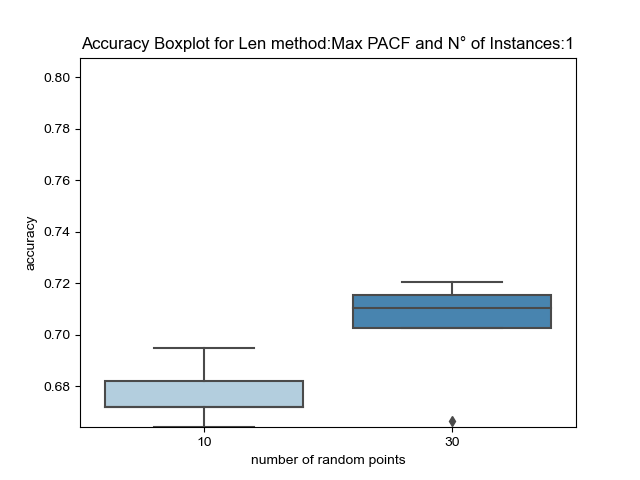 Accuracy Boxplot for Len method:Max PACF and N° of Instances:1
0.80
0.78
0.76
0.74
0.72
0.70
0.68
accuracy
10 30
number of random points